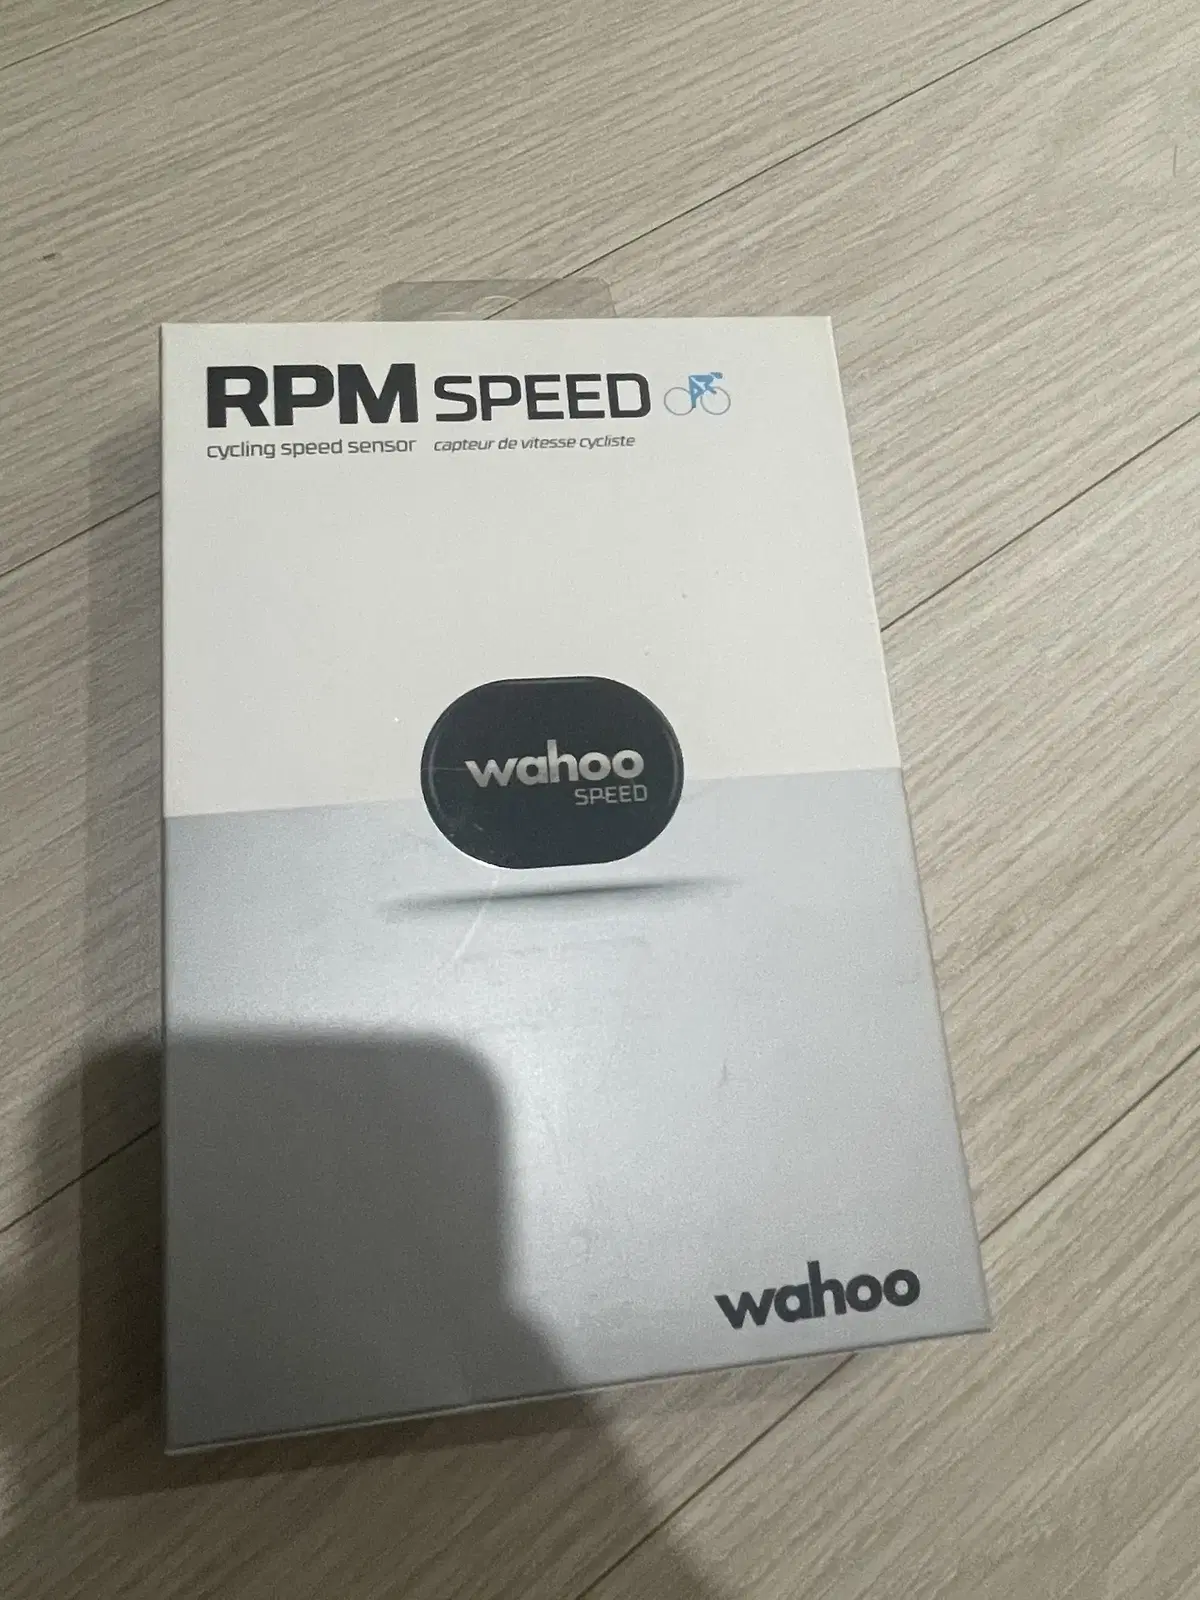 RPM SPEED
cycling speed sensor capteur de vitesse cycliste
wahoo
SPEED
wahoo